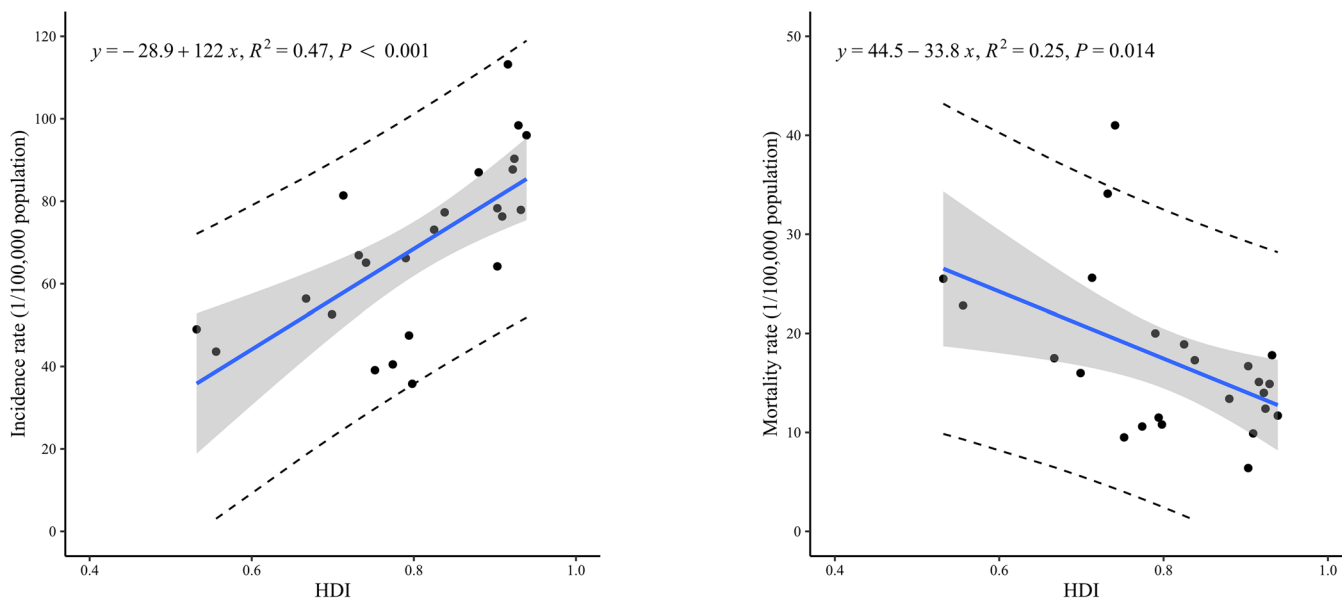 y = − 28.9 + 122 x, R² = 0.47, P < 0.001
120
100
80
60
40
20
0
Incidence rate (1/100,000 population)
0.4 0.6 0.8 1.0
HDI
y = 44.5 − 33.8 x, R² = 0.25, P = 0.014
50
40
30
20
10
0
Mortality rate (1/100,000 population)
0.4 0.6 0.8 1.0
HDI